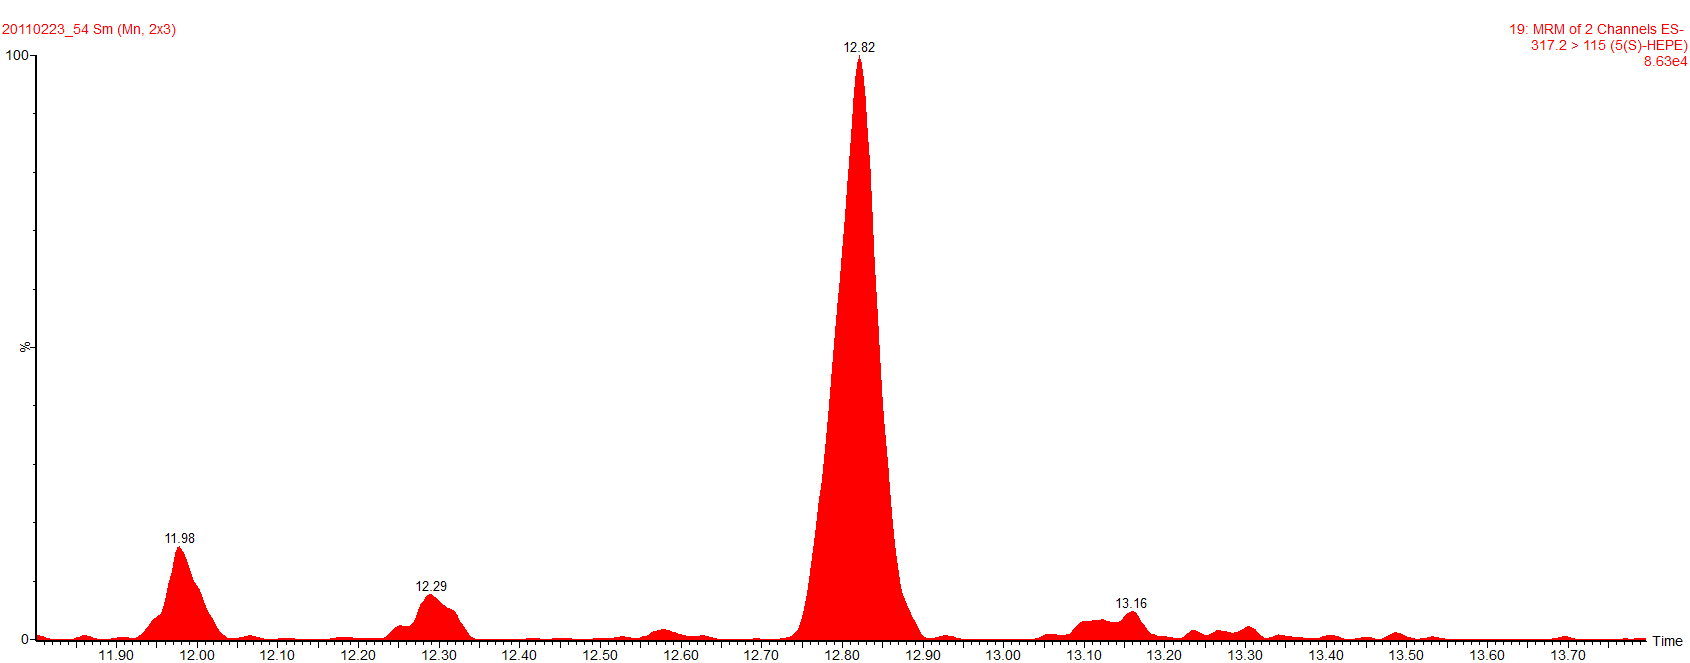 20110223_54 Sm (Mn, 2x3)
19: MRM of 2 Channels ES-
317.2 > 115 (5(S)-HEPE)
8.63e4
100
12.82
%
11.98
12.29
13.16
0
11.90 12.00 12.10 12.20 12.30 12.40 12.50 12.60 12.70 12.80 12.90 13.00 13.10 13.20 13.30 13.40 13.50 13.60 13.70
Time